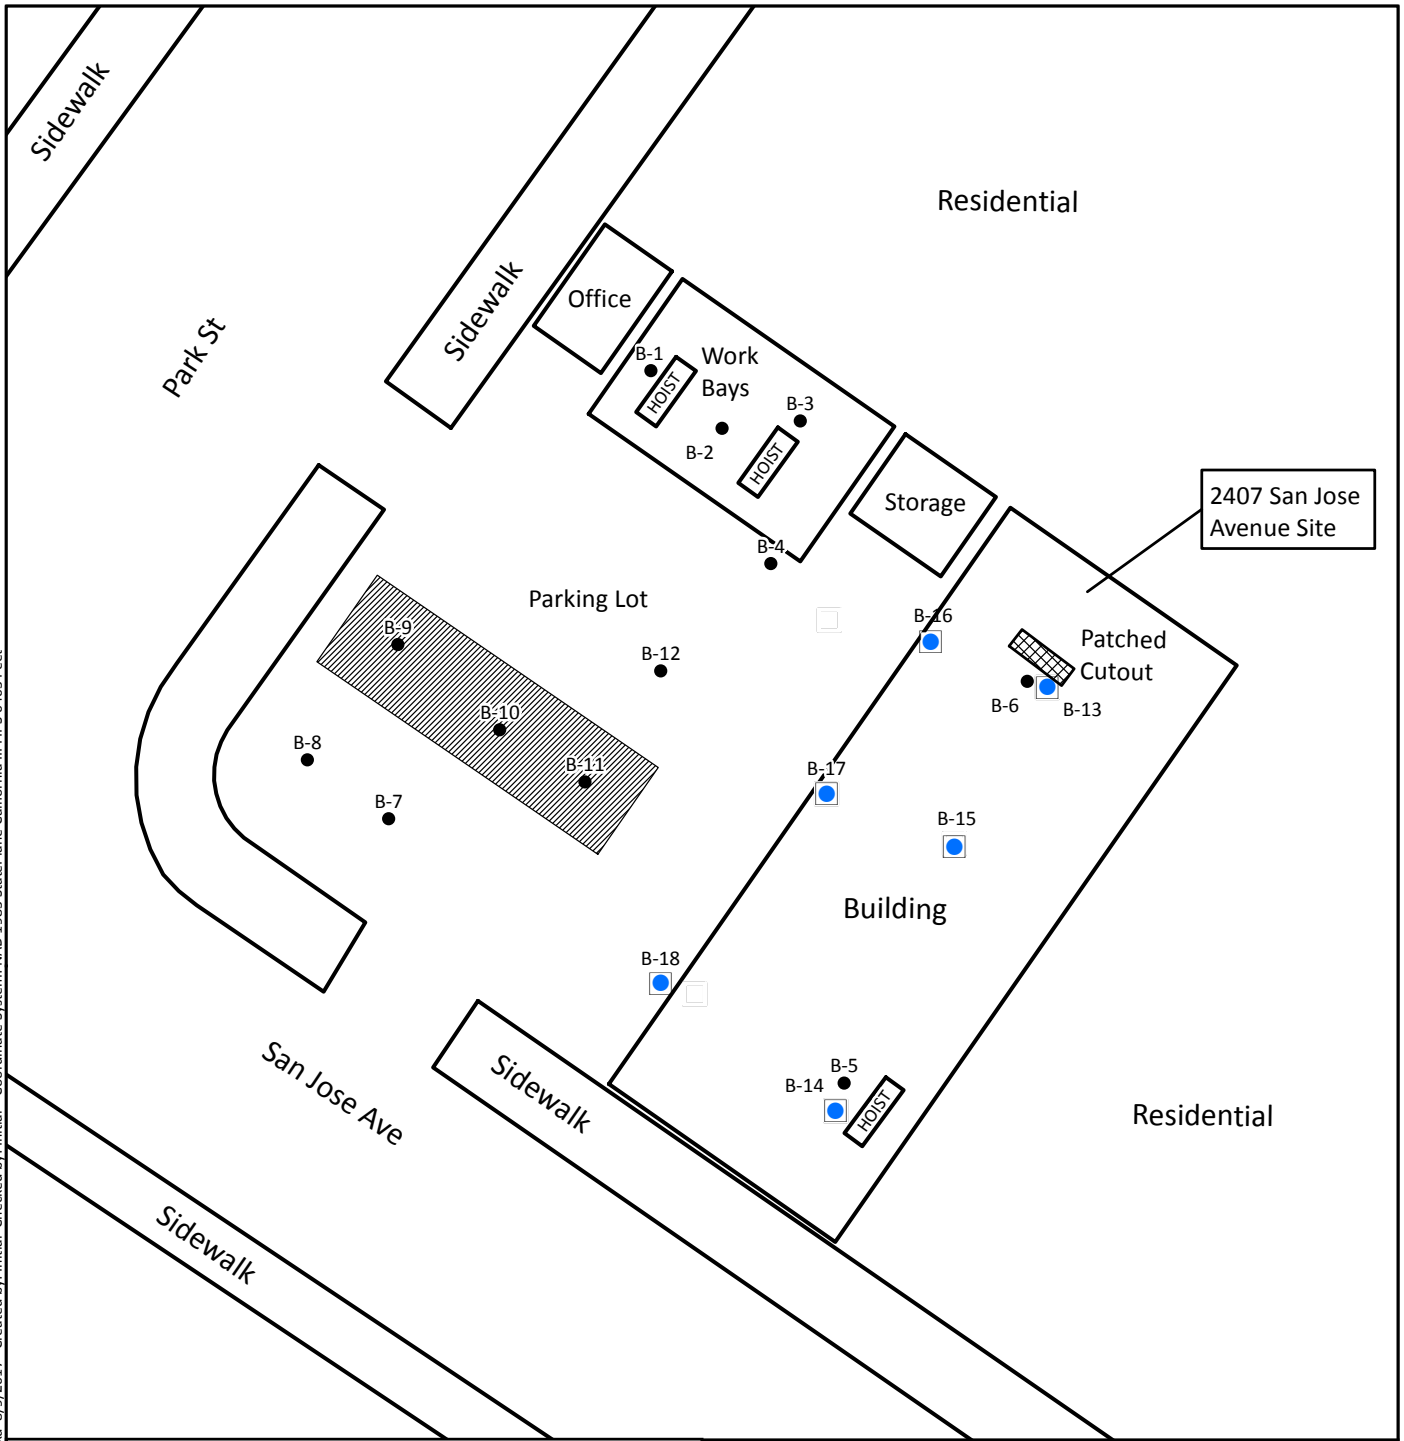 Sidewalk
Residential
Sidewalk
Office
Park St
B-1
Work
Bays
HOIST
B-3
B-2
HOIST
Storage
2407 San Jose
Avenue Site
B-4
Parking Lot
B-16
B-9
Patched
Cutout
B-12
B-6
B-13
B-10
B-8
B-11
B-17
B-7
B-15
Building
B-18
San Jose Ave
Sidewalk
B-5
B-14
HOIST
Residential
Sidewalk